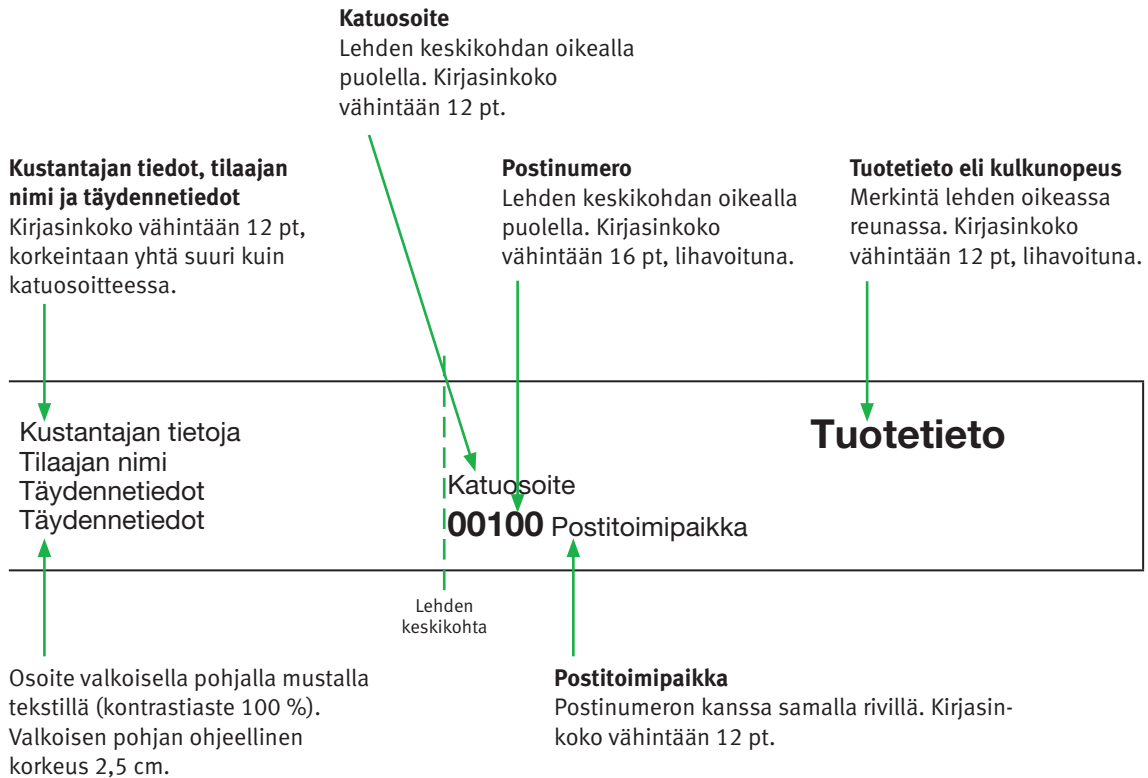 Katuosoite
Lehden keskikohdan oikealla
puolella. Kirjasinkoko
vähintään 12 pt.
Kustantajan tiedot, tilaajan
nimi ja täydennetiedot
Kirjasinkoko vähintään 12 pt,
korkeintaan yhtä suuri kuin
katuosoitteessa.
Postinumero
Lehden keskikohdan oikealla
puolella. Kirjasinkoko
vähintään 16 pt, lihavoituna.
Tuotetieto eli kulkunopeus
Merkintä lehden oikeassa
reunassa. Kirjasinkoko
vähintään 12 pt, lihavoituna.
Kustantajan tietoja
Tilaajan nimi
Täydennetiedot
Täydennetiedot
Katuosoite
00100 Postitoimipaikka
Tuotetieto
Lehden
keskikohta
Osoite valkoisella pohjalla mustalla
tekstillä (kontrastiaste 100 %).
Valkoisen pohjan ohjeellinen
korkeus 2,5 cm.
Postitoimipaikka
Postinumeron kanssa samalla rivillä. Kirjasin-
koko vähintään 12 pt.